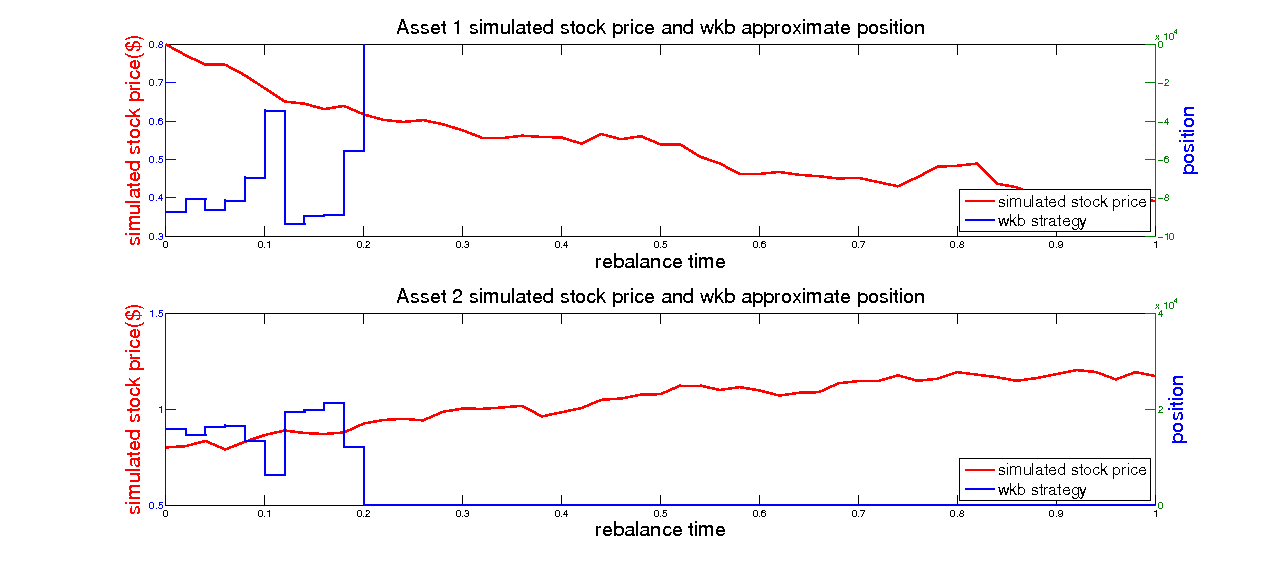 Asset 1 simulated stock price and wkb approximate position
x 10^4
simulated stock price($)
0.8
0.7
0.6
0.5
0.4
0.3
0
-2
-4
-6
-8
-10
position
simulated stock price
wkb strategy
0 0.1 0.2 0.3 0.4 0.5 0.6 0.7 0.8 0.9 1
rebalance time
Asset 2 simulated stock price and wkb approximate position
x 10^4
simulated stock price($)
1.5
1
0.5
4
2
0
position
simulated stock price
wkb strategy
0 0.1 0.2 0.3 0.4 0.5 0.6 0.7 0.8 0.9 1
rebalance time